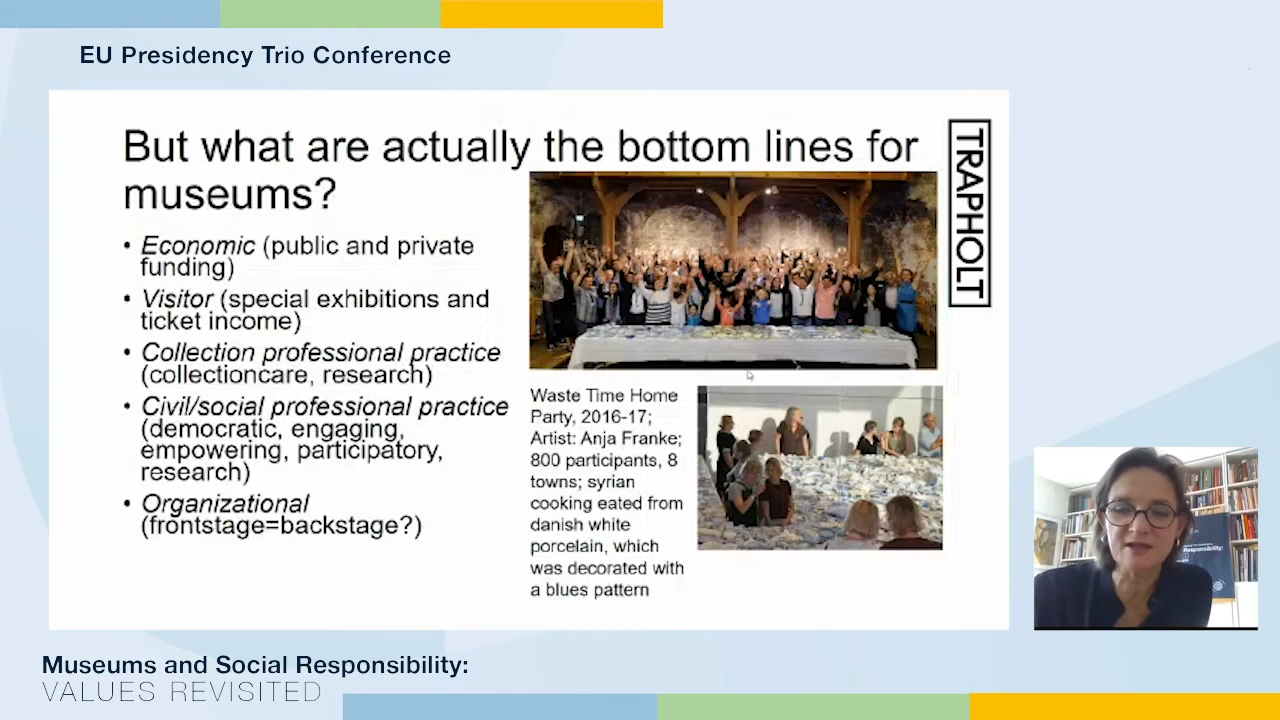 EU Presidency Trio Conference
But what are actually the bottom lines for
museums?
TRAPHOLT
• Economic (public and private
funding)
• Visitor (special exhibitions and
ticket income)
• Collection professional practice
(collectioncare, research)
• Civil/social professional practice
(democratic, engaging,
empowering, participatory,
research)
• Organizational
(frontstage=backstage?)
Waste Time Home
Party, 2016-17;
Artist: Anja Franke;
800 participants, 8
towns; syrian
cooking eated from
danish white
porcelain, which
was decorated with
a blues pattern
Responsibility:
Museums and Social Responsibility:
VALUES REVISITED